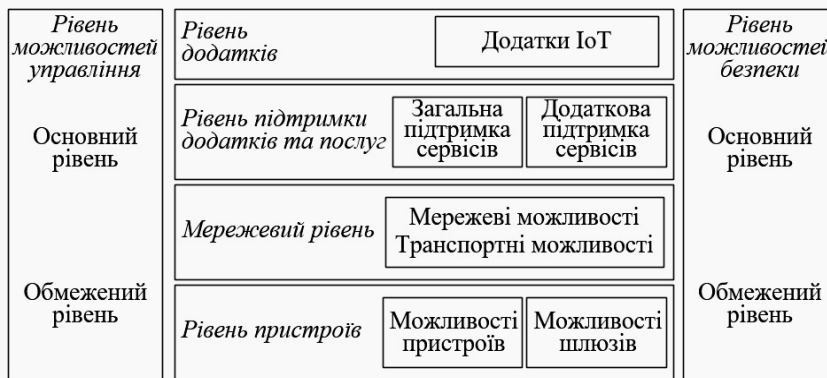 Рівень
можливостей
управління
Основний
рівень
Обмежений
рівень
Рівень
додатків
Додатки ІоТ
Рівень підтримки
додатків та послуг
Загальна
підтримка
сервісів
Додаткова
підтримка
сервісів
Мережевий рівень
Мережеві можливості
Транспортні можливості
Рівень пристроїв
Можливості
пристроїв
Можливості
шлюзів
Рівень
можливостей
безпеки
Основний
рівень
Обмежений
рівень